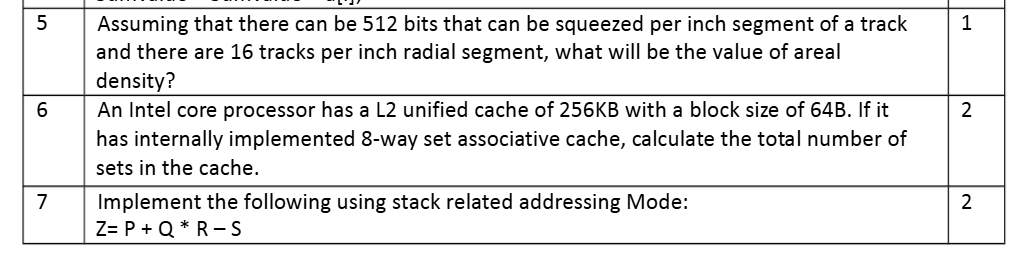 5 Assuming that there can be 512 bits that can be squeezed per inch segment of a track 1
and there are 16 tracks per inch radial segment, what will be the value of areal
density?
6 An Intel core processor has a L2 unified cache of 256KB with a block size of 64B. If it 2
has internally implemented 8-way set associative cache, calculate the total number of
sets in the cache.
7 Implement the following using stack related addressing Mode: 2
Z= P + Q * R – S